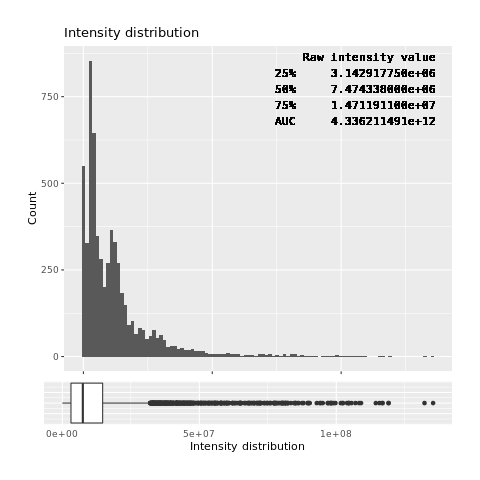 Intensity distribution
Raw intensity value
25% 3.142917750e+06
50% 7.474338000e+06
75% 1.471191100e+07
AUC 4.336211491e+12
750
500
250
0
Count
0e+00 5e+07 1e+08
Intensity distribution